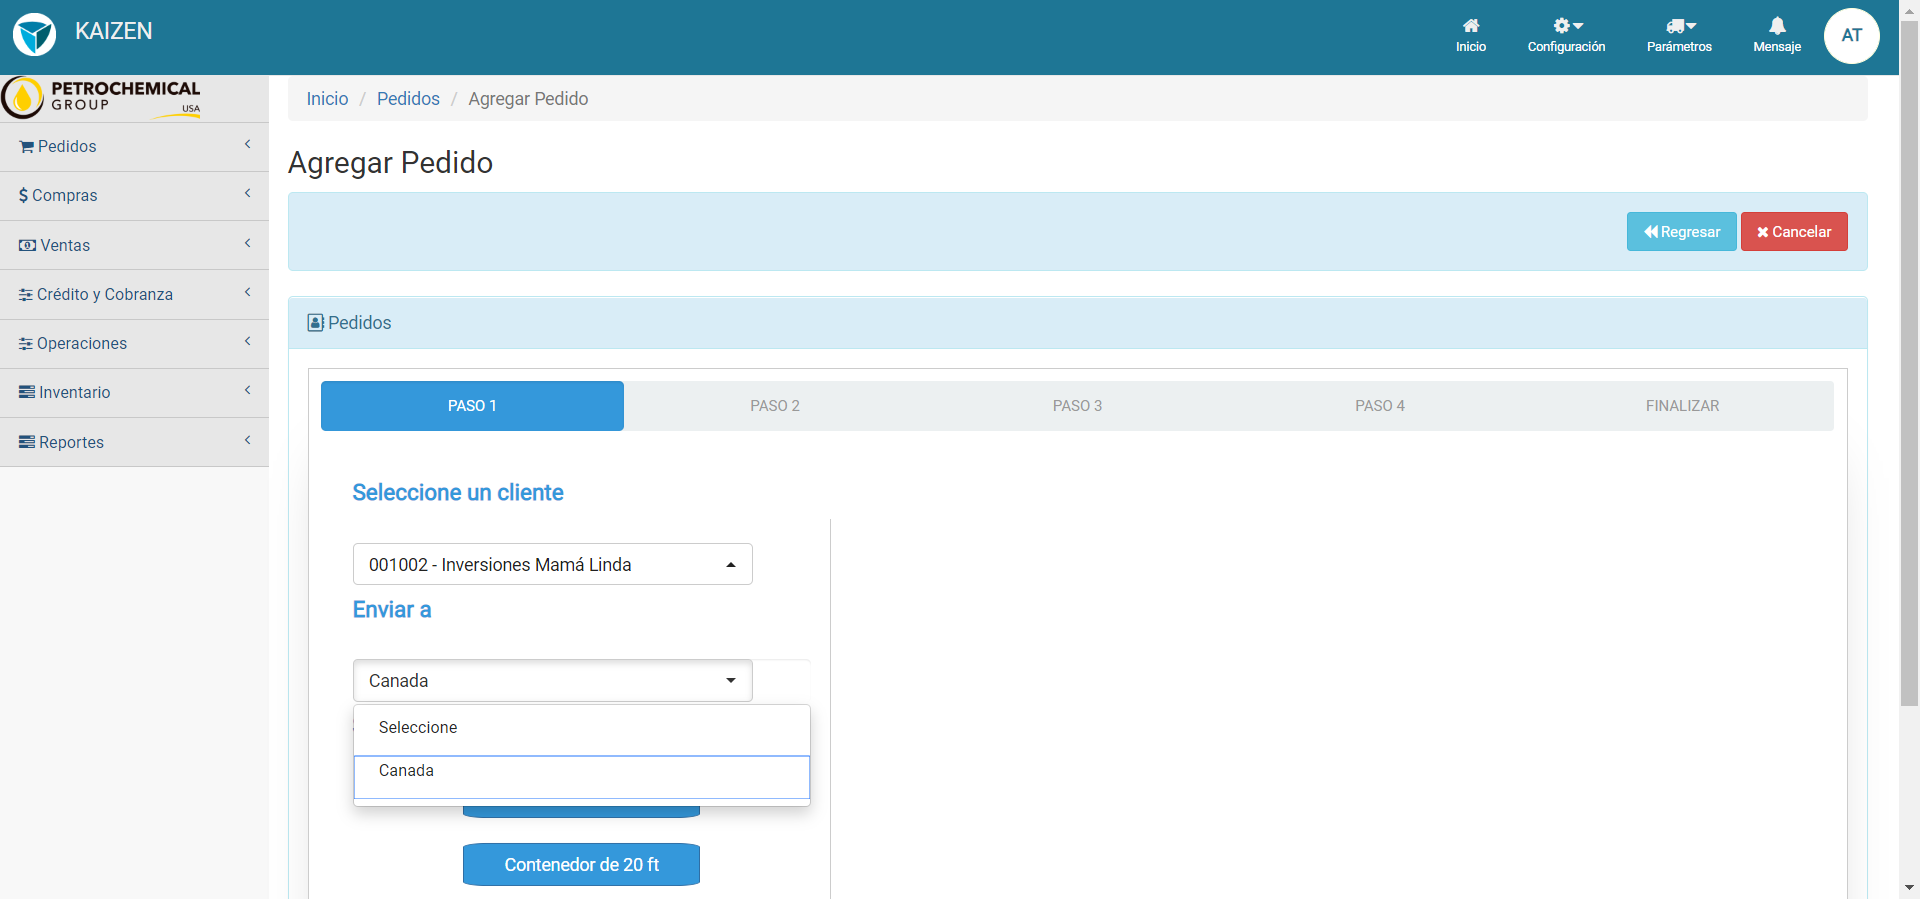 KAIZEN
Inicio
Configuración
Parámetros
Mensaje
AT
PETROCHEMICAL
GROUP
USA
Inicio / Pedidos / Agregar Pedido
Pedidos
Compras
Ventas
Crédito y Cobranza
Operaciones
Inventario
Reportes
Agregar Pedido
Regresar
Cancelar
Pedidos
PASO 1
PASO 2
PASO 3
PASO 4
FINALIZAR
Seleccione un cliente
001002 - Inversiones Mamá Linda
Enviar a
Canada
Seleccione
Canada
Contenedor de 20 ft